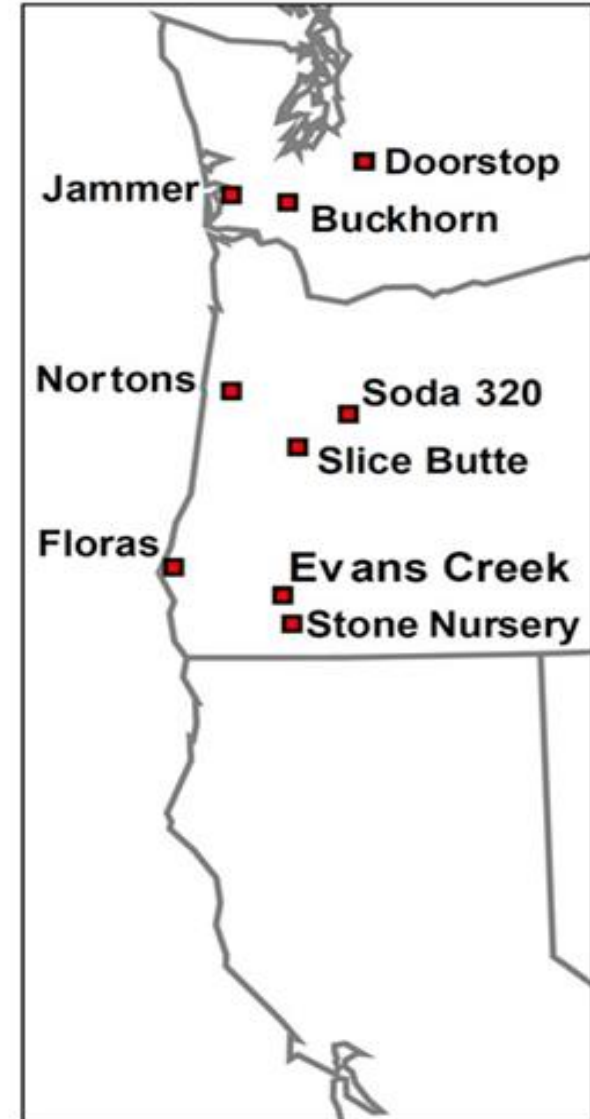 Doorstop
Jammer
Buckhorn
Nortons
Soda 320
Slice Butte
Floras
Evans Creek
Stone Nursery